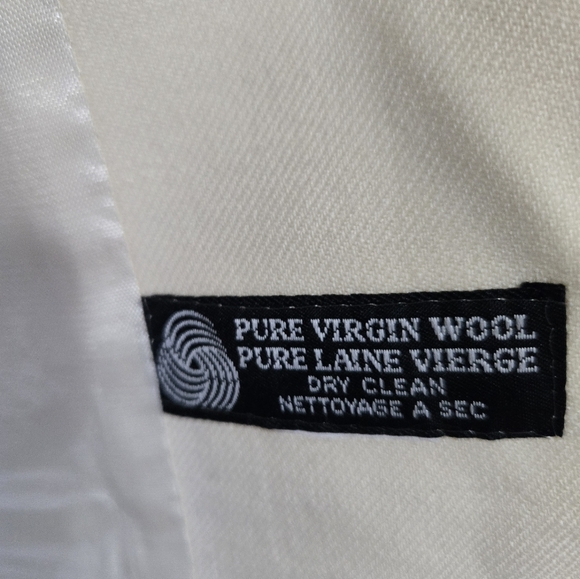 PURE VIRGIN WOOL
PURE LAINE VIERGE
DRY CLEAN
NETTOYAGE A SEC